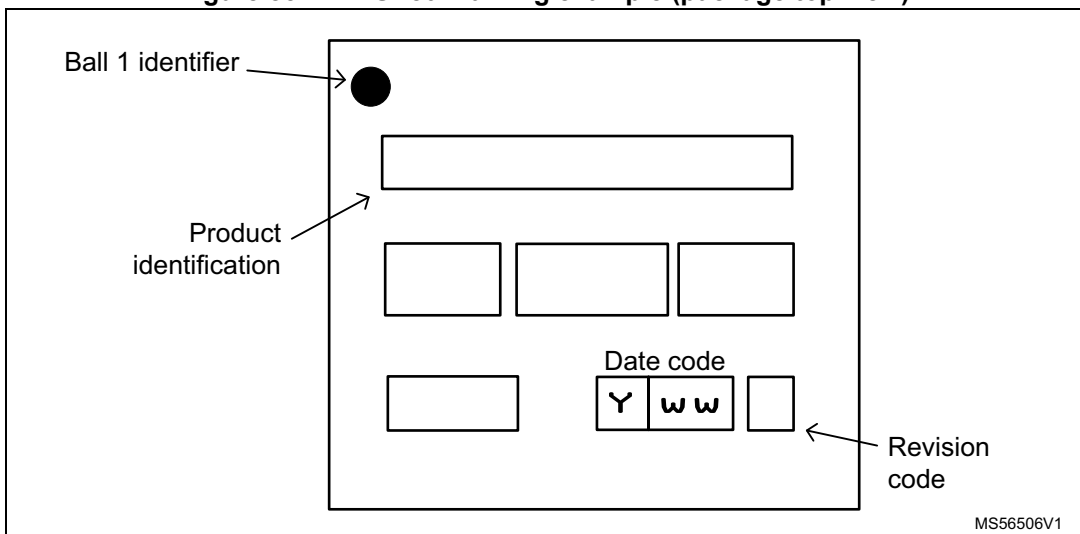 Ball 1 identifier
Product
identification
Date code
Y WW
Revision
code
MS56506V1